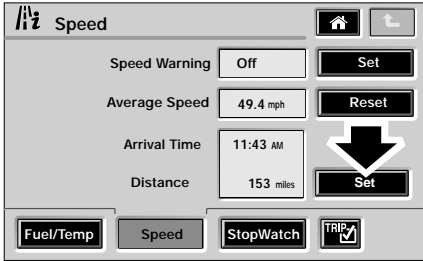 i Speed
Speed Warning Off Set
Average Speed 49.4 mph Reset
Arrival Time 11:43 AM
Distance 153 miles Set
Fuel/Temp Speed StopWatch TRIP